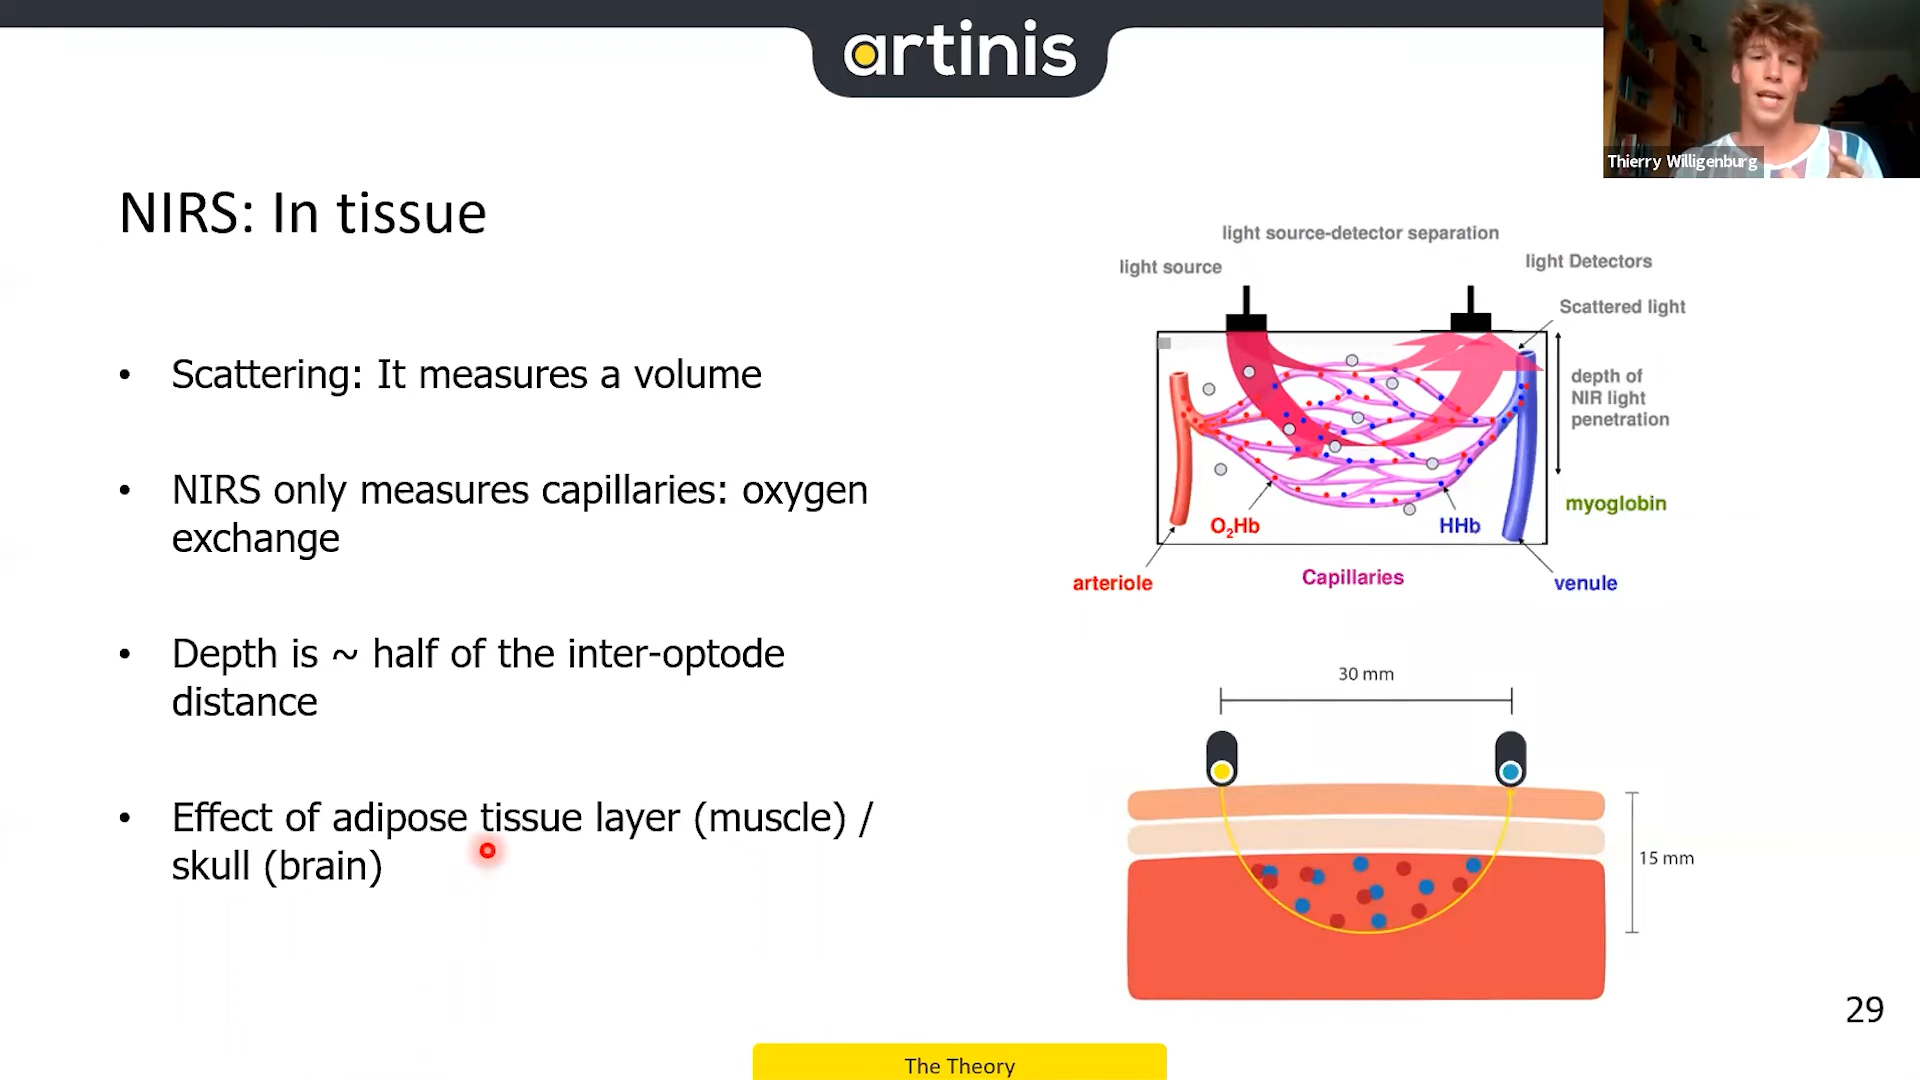 artinis
Thierry Willigenburg
NIRS: In tissue
• Scattering: It measures a volume
• NIRS only measures capillaries: oxygen
exchange
• Depth is ~ half of the inter-optode
distance
• Effect of adipose tissue layer (muscle) /
skull (brain)
light source-detector separation
light source
light Detectors
Scattered light
depth of
NIR light
penetration
myoglobin
O₂Hb
HHb
arteriole
Capillaries
venule
30 mm
15 mm
29
The Theory